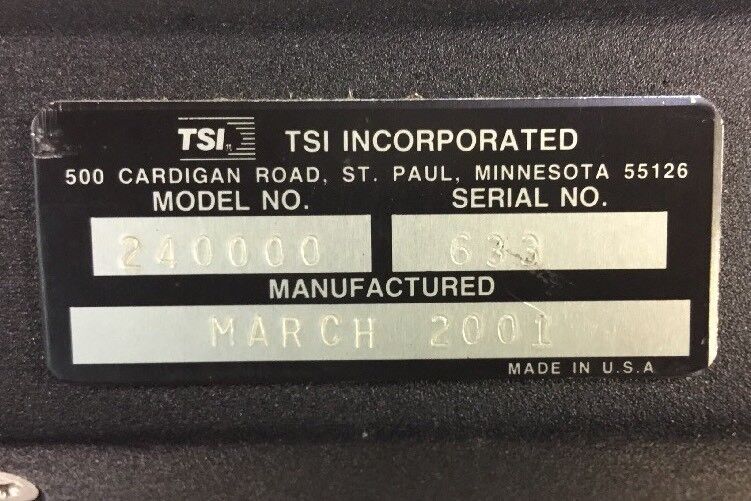 TSI TSI INCORPORATED
500 CARDIGAN ROAD, ST. PAUL, MINNESOTA 55126
MODEL NO. SERIAL NO.
240000 633
MANUFACTURED
MARCH 2001
MADE IN U.S.A